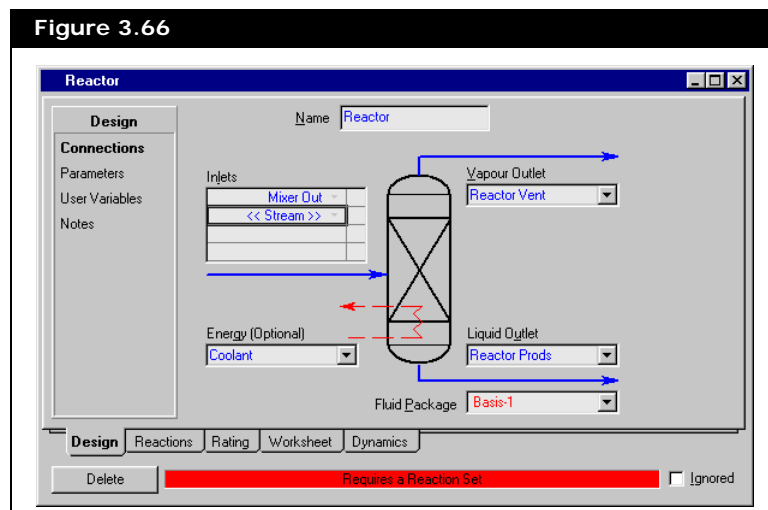 Figure 3.66
Reactor
Design
Connections
Parameters
User Variables
Notes
Name Reactor
Inlets
Mixer Out
<< Stream >>
Vapour Outlet
Reactor Vent
Energy (Optional)
Coolant
Liquid Outlet
Reactor Prods
Fluid Package Basis-1
Design Reactions Rating Worksheet Dynamics
Delete Requires a Reaction Set Ignored